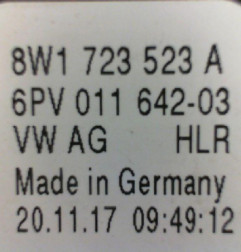 8W1 723 523 A
6PV 011 642-03
VW AG HLR
Made in Germany
20.11.17 09:49:12